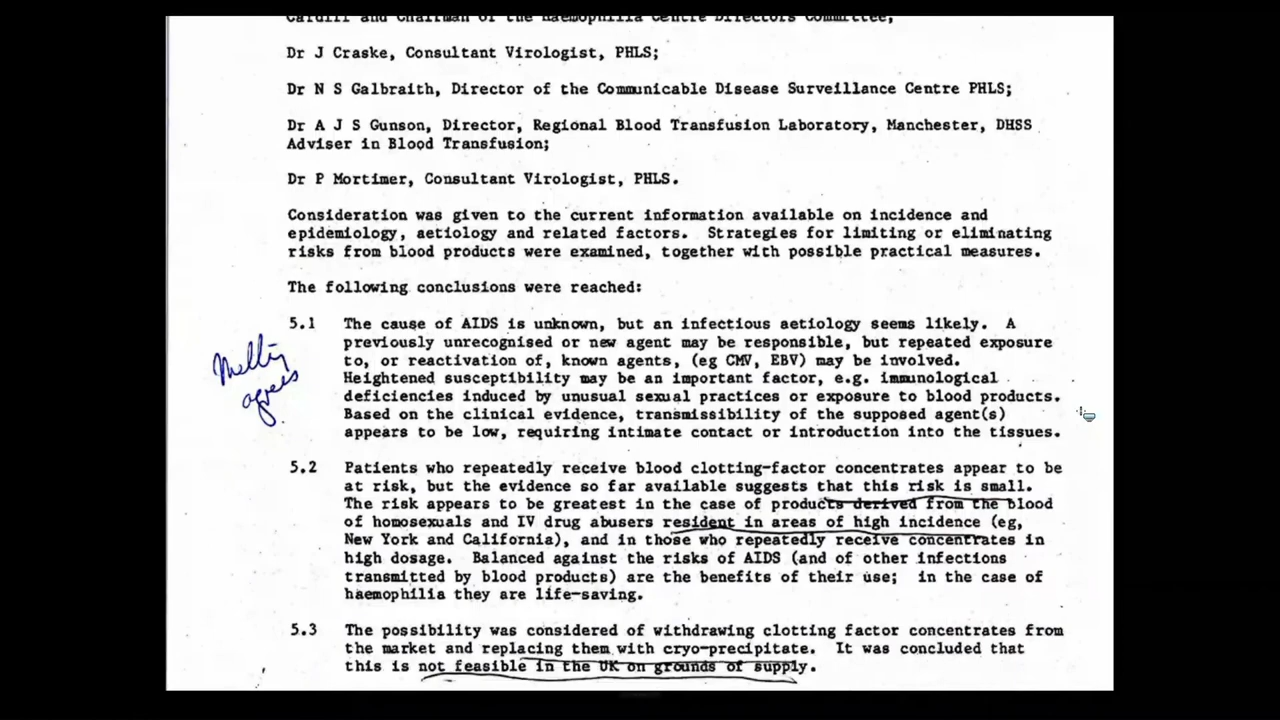 Cardiff and Chairman of the Haemophilia Centre Directors Committee;
Dr J Craske, Consultant Virologist, PHLS;
Dr N S Galbraith, Director of the Communicable Disease Surveillance Centre PHLS;
Dr A J S Gunson, Director, Regional Blood Transfusion Laboratory, Manchester, DHSS
Adviser in Blood Transfusion;
Dr P Mortimer, Consultant Virologist, PHLS.
Consideration was given to the current information available on incidence and
epidemiology, aetiology and related factors. Strategies for limiting or eliminating
risks from blood products were examined, together with possible practical measures.
The following conclusions were reached:
5.1 The cause of AIDS is unknown, but an infectious aetiology seems likely. A
previously unrecognised or new agent may be responsible, but repeated exposure
to, or reactivation of, known agents, (eg CMV, EBV) may be involved.
Heightened susceptibility may be an important factor, e.g. immunological
deficiencies induced by unusual sexual practices or exposure to blood products.
Based on the clinical evidence, transmissibility of the supposed agent(s)
appears to be low, requiring intimate contact or introduction into the tissues.
agrees
5.2 Patients who repeatedly receive blood clotting-factor concentrates appear to be
at risk, but the evidence so far available suggests that this risk is small.
The risk appears to be greatest in the case of products derived from the blood
of homosexuals and IV drug abusers resident in areas of high incidence (eg,
New York and California), and in those who repeatedly receive concentrates in
high dosage. Balanced against the risks of AIDS (and of other infections
transmitted by blood products) are the benefits of their use; in the case of
haemophilia they are life-saving.
5.3 The possibility was considered of withdrawing clotting factor concentrates from
the market and replacing them with cryo-precipitate. It was concluded that
this is not feasible in the UK on grounds of supply.